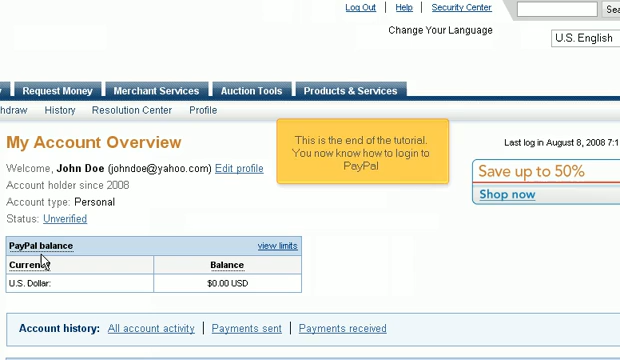 Log Out | Help | Security Center
Change Your Language
U.S. English
Request Money Merchant Services Auction Tools Products & Services
History Resolution Center Profile
My Account Overview
This is the end of the tutorial.
You now know how to login to
PayPal
Last log in August 8, 2008
Welcome, John Doe (johndoe@yahoo.com) Edit profile
Account holder since 2008
Account type: Personal
Status: Unverified
Save up to 50%
Shop now
PayPal balance view limits
Currency Balance
U.S. Dollar: $0.00 USD
Account history: All account activity | Payments sent | Payments received